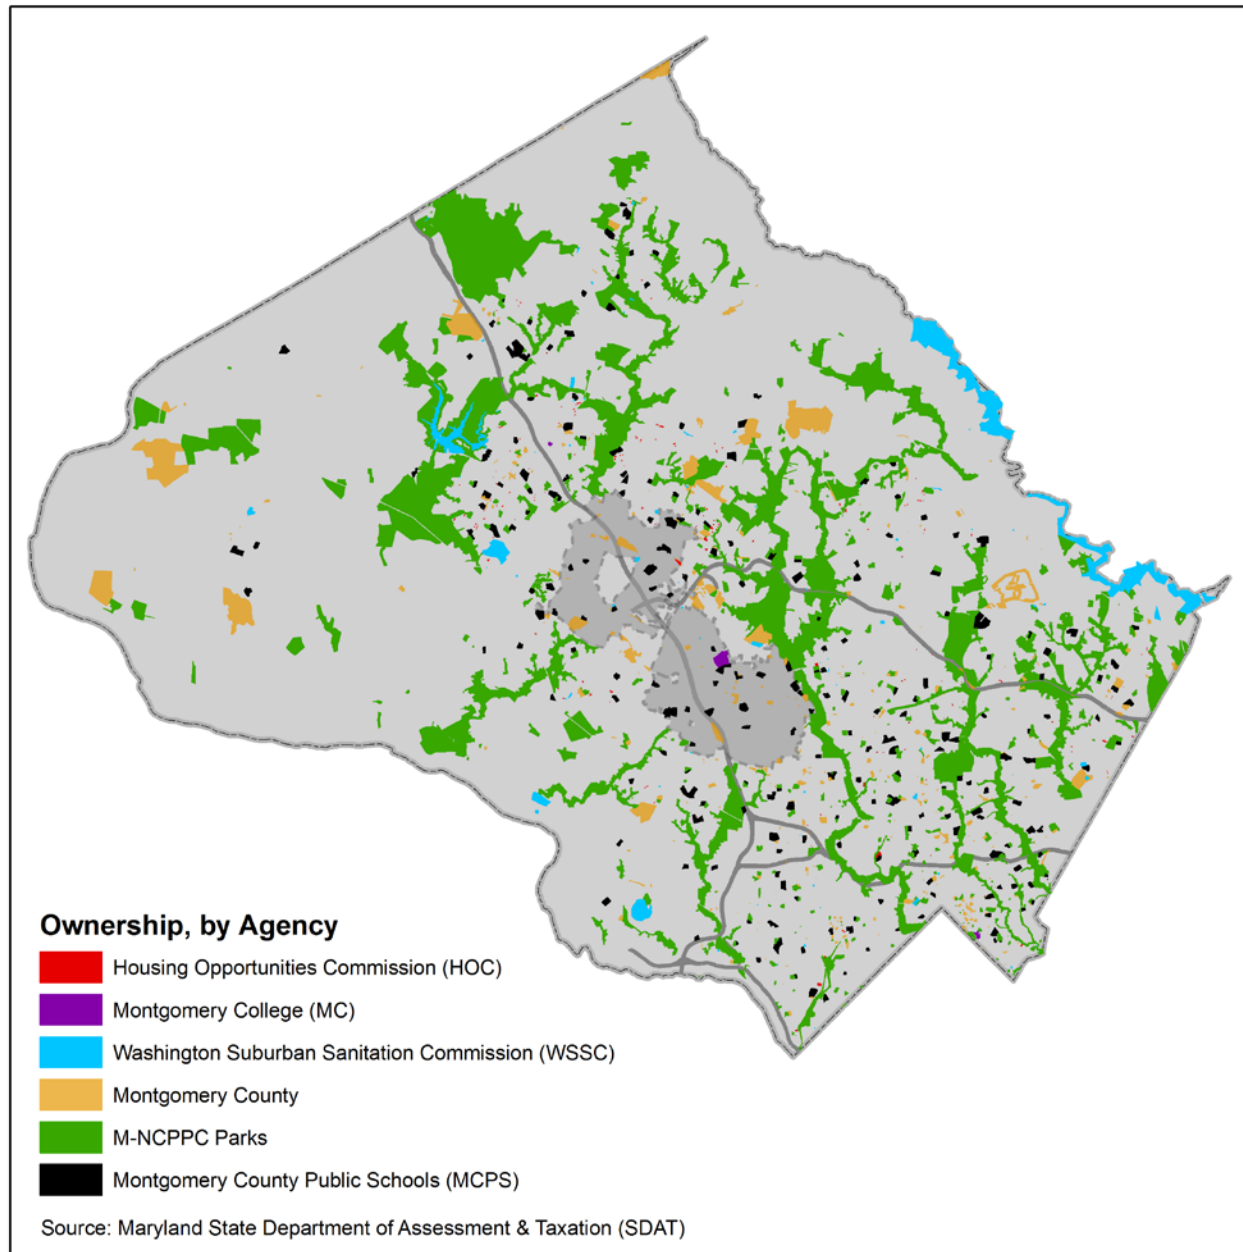 Ownership, by Agency
Housing Opportunities Commission (HOC)
Montgomery College (MC)
Washington Suburban Sanitation Commission (WSSC)
Montgomery County
M-NCPPC Parks
Montgomery County Public Schools (MCPS)
Source: Maryland State Department of Assessment & Taxation (SDAT)